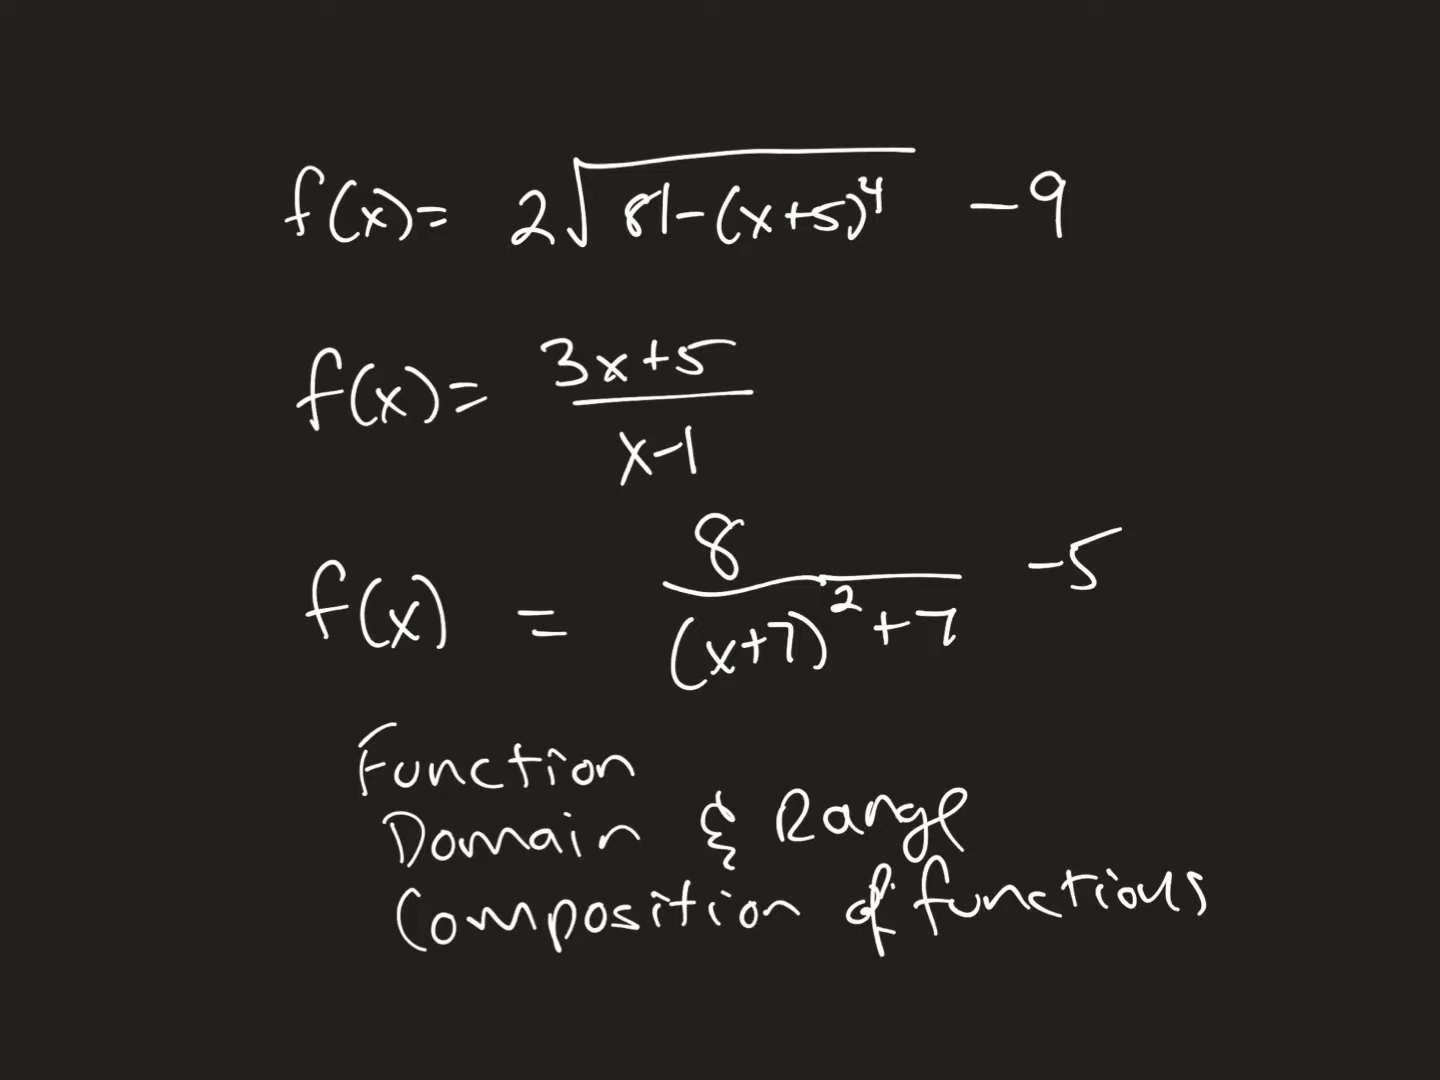 f(x)= 2√(81-(x+5)⁴) -9
f(x)= (3x+5)/(x-1)
f(x) = 8/((x+7)²+7) -5
Function
Domain & Range
Composition of functions